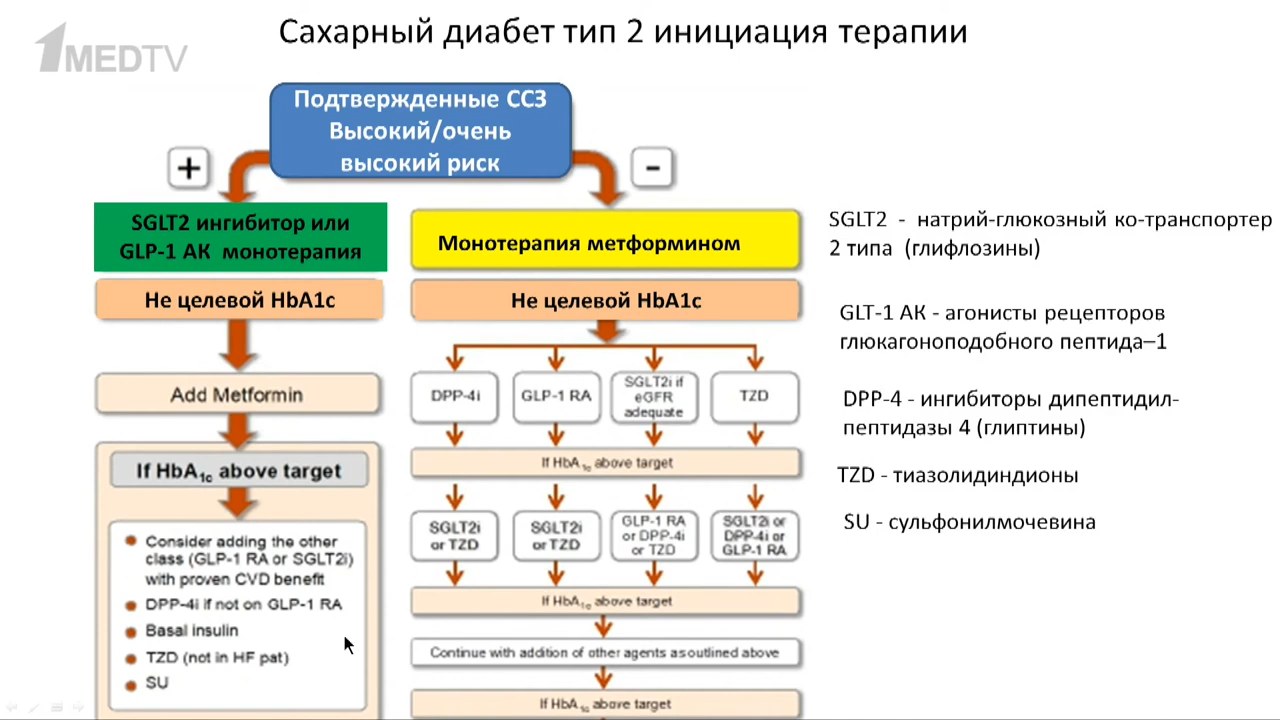 1MEDTV
Сахарный диабет тип 2 инициация терапии
Подтвержденные ССЗ
Высокий/очень
высокий риск
+
-
SGLT2 ингибитор или
GLP-1 АК монотерапия
Не целевой HbA1c
Add Metformin
If HbA1c above target
Consider adding the other
class (GLP-1 RA or SGLT2i)
with proven CVD benefit
DPP-4i if not on GLP-1 RA
Basal insulin
TZD (not in HF pat)
SU
Монотерапия метформином
Не целевой HbA1c
DPP-4i
GLP-1 RA
SGLT2i if
eGFR
adequate
TZD
If HbA1c above target
SGLT2i
or TZD
SGLT2i
or TZD
GLP-1 RA
or DPP-4i
or TZD
SGLT2i or
DPP-4i or
GLP-1 RA
If HbA1c above target
Continue with addition of other agents as outlined above
If HbA1c above target
SGLT2 - натрий-глюкозный ко-транспортер
2 типа (глифлозины)
GLT-1 АК - агонисты рецепторов
глюкагоноподобного пептида–1
DPP-4 - ингибиторы дипептидил-
пептидазы 4 (глиптины)
TZD - тиазолидиндионы
SU - сульфонилмочевина